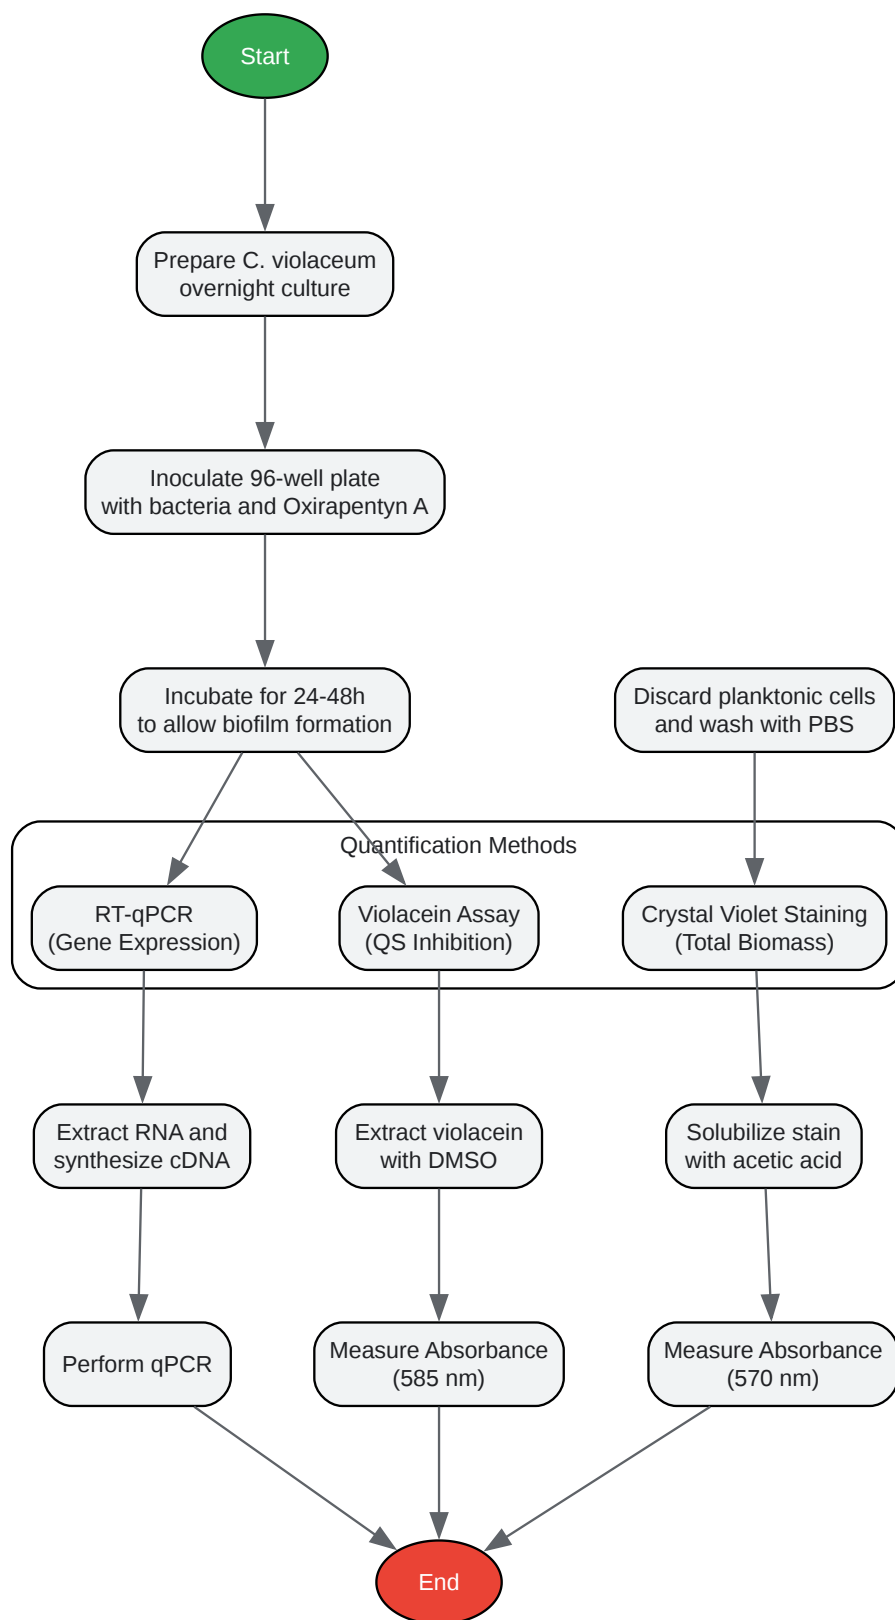 Start
Prepare C. violaceum
overnight culture
Inoculate 96-well plate
with bacteria and Oxirapentyn A
Incubate for 24-48h
to allow biofilm formation
Discard planktonic cells
and wash with PBS
Quantification Methods
RT-qPCR
(Gene Expression)
Violacein Assay
(QS Inhibition)
Crystal Violet Staining
(Total Biomass)
Extract RNA and
synthesize cDNA
Extract violacein
with DMSO
Solubilize stain
with acetic acid
Perform qPCR
Measure Absorbance
(585 nm)
Measure Absorbance
(570 nm)
End